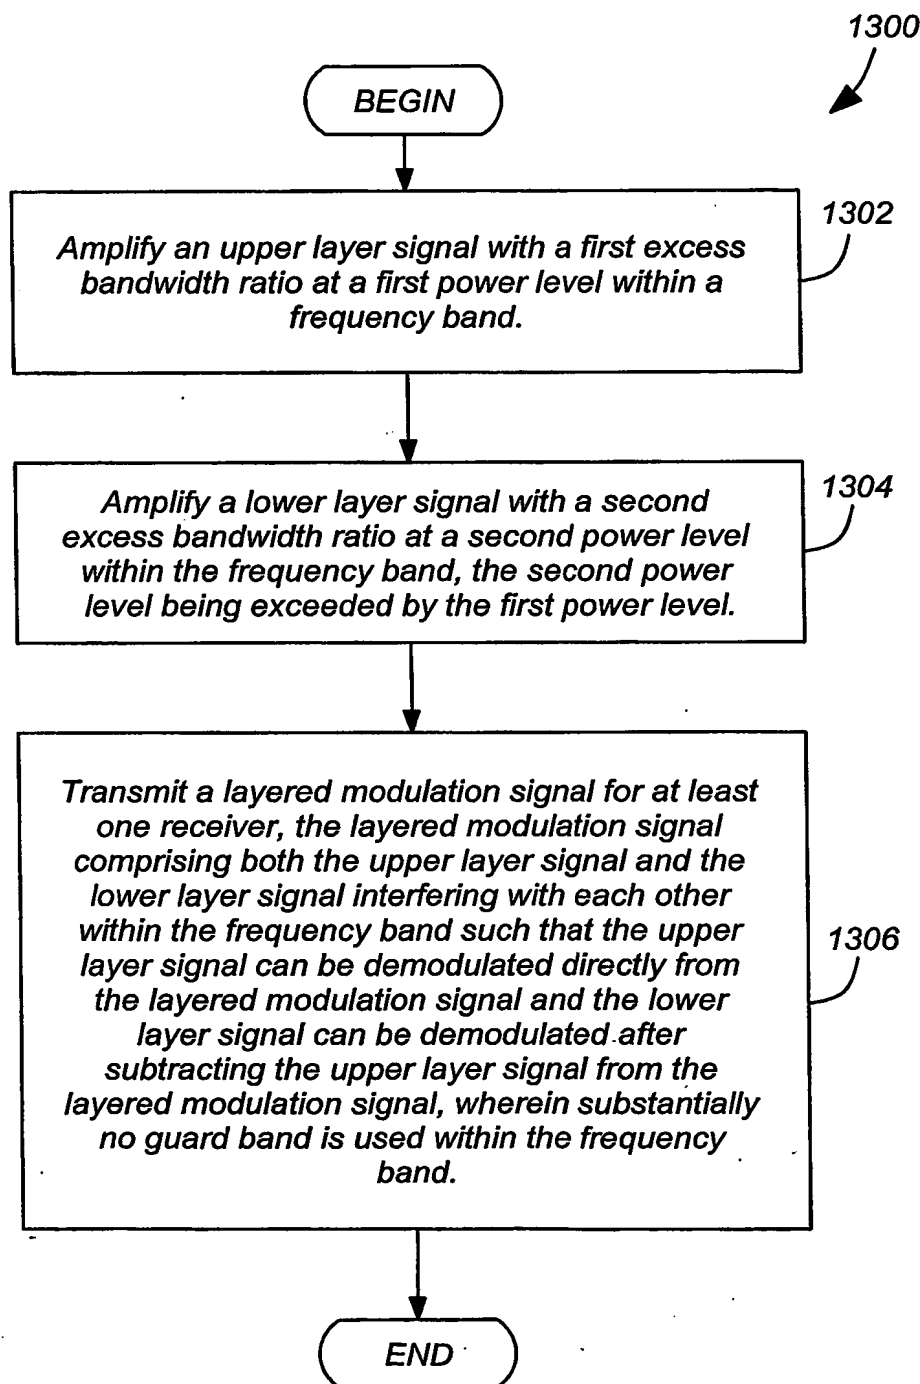 1300
BEGIN
1302
Amplify an upper layer signal with a first excess
bandwidth ratio at a first power level within a
frequency band.
1304
Amplify a lower layer signal with a second
excess bandwidth ratio at a second power level
within the frequency band, the second power
level being exceeded by the first power level.
Transmit a layered modulation signal for at least
one receiver, the layered modulation signal
comprising both the upper layer signal and the
lower layer signal interfering with each other
within the frequency band such that the upper
layer signal can be demodulated directly from
the layered modulation signal and the lower
layer signal can be demodulated after
subtracting the upper layer signal from the
layered modulation signal, wherein substantially
no guard band is used within the frequency
band.
1306
END